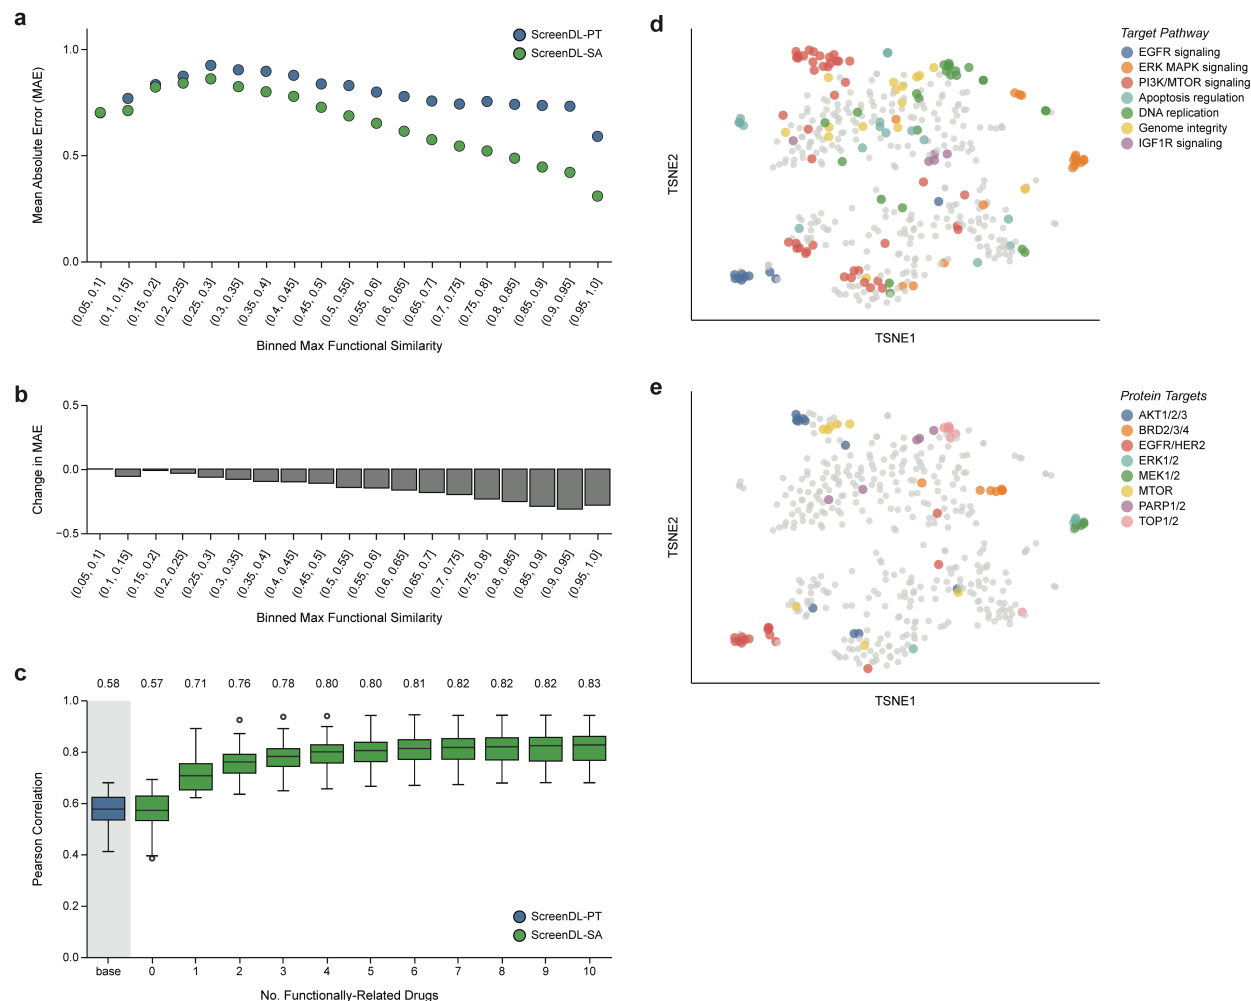 a
ScreenDL-PT
ScreenDL-SA
1.0
0.5
0.0
Mean Absolute Error (MAE)
(0.05, 0.1]
(0.1, 0.15]
(0.15, 0.2]
(0.2, 0.25]
(0.25, 0.3]
(0.3, 0.35]
(0.35, 0.4]
(0.4, 0.45]
(0.45, 0.5]
(0.5, 0.55]
(0.55, 0.6]
(0.6, 0.65]
(0.65, 0.7]
(0.7, 0.75]
(0.75, 0.8]
(0.8, 0.85]
(0.85, 0.9]
(0.9, 0.95]
(0.95, 1.0]
Binned Max Functional Similarity
b
0.5
0.0
−0.5
Change in MAE
(0.05, 0.1]
(0.1, 0.15]
(0.15, 0.2]
(0.2, 0.25]
(0.25, 0.3]
(0.3, 0.35]
(0.35, 0.4]
(0.4, 0.45]
(0.45, 0.5]
(0.5, 0.55]
(0.55, 0.6]
(0.6, 0.65]
(0.65, 0.7]
(0.7, 0.75]
(0.75, 0.8]
(0.8, 0.85]
(0.85, 0.9]
(0.9, 0.95]
(0.95, 1.0]
Binned Max Functional Similarity
c
0.58 0.57 0.71 0.76 0.78 0.80 0.80 0.81 0.82 0.82 0.82 0.83
1.0
0.8
0.6
0.4
0.2
0.0
Pearson Correlation
ScreenDL-PT
ScreenDL-SA
base 0 1 2 3 4 5 6 7 8 9 10
No. Functionally-Related Drugs
d
TSNE2
TSNE1
Target Pathway
EGFR signaling
ERK MAPK signaling
PI3K/MTOR signaling
Apoptosis regulation
DNA replication
Genome integrity
IGF1R signaling
e
TSNE2
TSNE1
Protein Targets
AKT1/2/3
BRD2/3/4
EGFR/HER2
ERK1/2
MEK1/2
MTOR
PARP1/2
TOP1/2